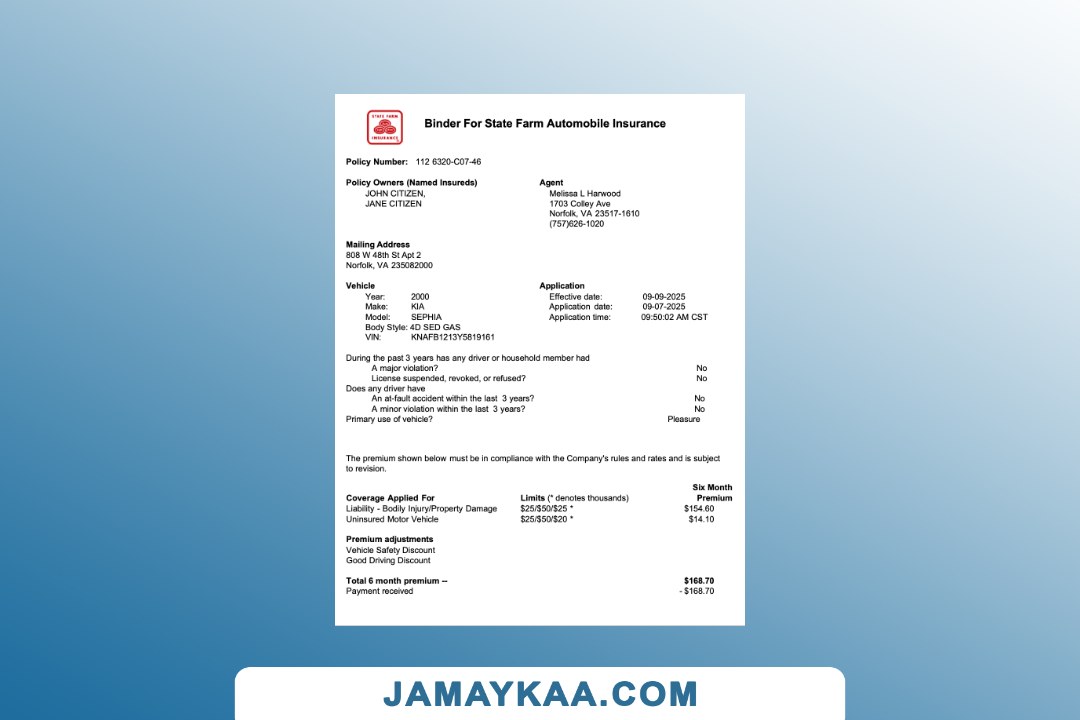 STATE FARM
INSURANCE
Binder For State Farm Automobile Insurance
Policy Number: 112 6320-C07-46
Policy Owners (Named Insureds)
JOHN CITIZEN,
JANE CITIZEN
Agent
Melissa L Harwood
1703 Colley Ave
Norfolk, VA 23517-1610
(757)626-1020
Mailing Address
808 W 48th St Apt 2
Norfolk, VA 235082000
Vehicle
Year: 2000
Make: KIA
Model: SEPHIA
Body Style: 4D SED GAS
VIN: KNAFB1213Y5819161
Application
Effective date: 09-09-2025
Application date: 09-07-2025
Application time: 09:50:02 AM CST
During the past 3 years has any driver or household member had
A major violation? No
License suspended, revoked, or refused? No
Does any driver have
An at-fault accident within the last 3 years? No
A minor violation within the last 3 years? No
Primary use of vehicle? Pleasure
The premium shown below must be in compliance with the Company's rules and rates and is subject
to revision.
Six Month
Coverage Applied For Limits (* denotes thousands) Premium
Liability - Bodily Injury/Property Damage $25/$50/$25 * $154.60
Uninsured Motor Vehicle $25/$50/$20 * $14.10
Premium adjustments
Vehicle Safety Discount
Good Driving Discount
Total 6 month premium -- $168.70
Payment received - $168.70
JAMAYKAA.COM